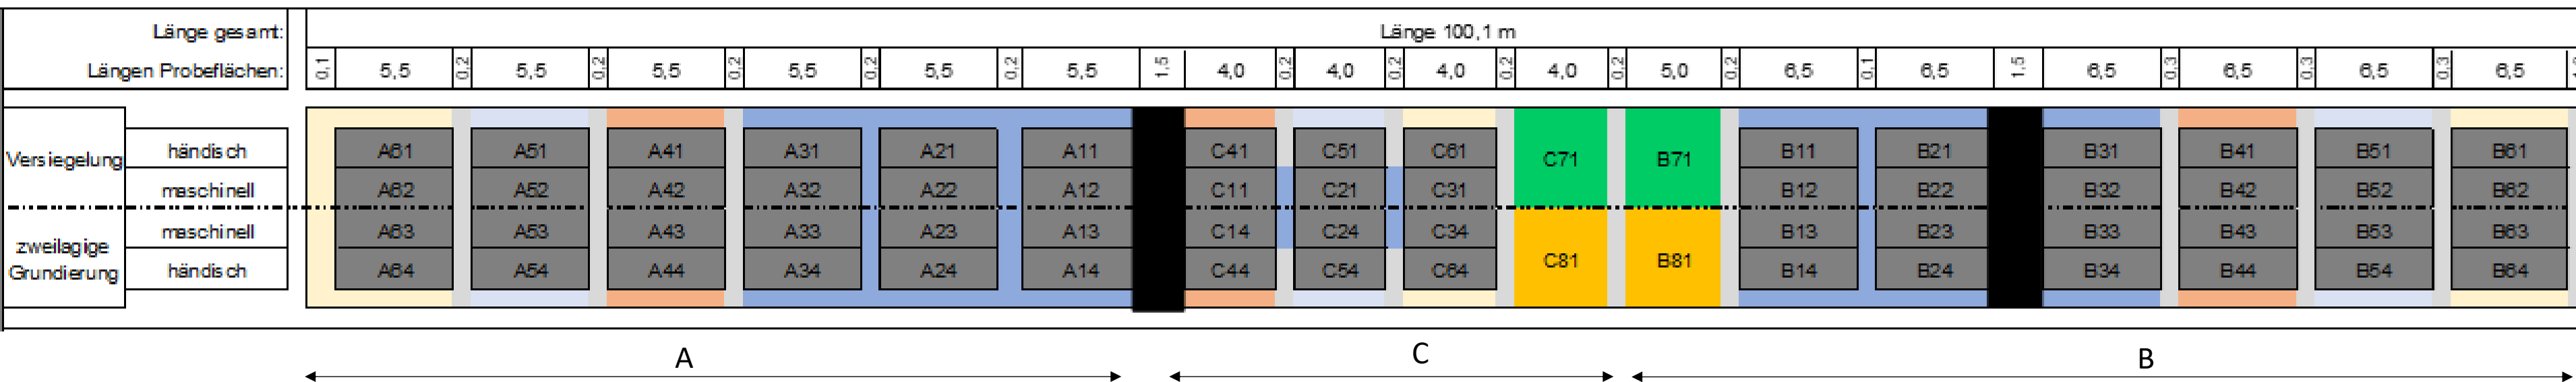 Länge gesamt: Länge 100,1 m
Längen Probeflächen: 0,1 5,5 0,2 5,5 0,2 5,5 0,2 5,5 0,2 5,5 0,2 5,5 1,5 4,0 0,2 4,0 0,2 4,0 0,2 4,0 0,2 5,0 0,2 6,5 0,1 6,5 1,5 6,5 0,3 6,5 0,3 6,5 0,3 6,5
Versiegelung
händisch A61 A51 A41 A31 A21 A11 C41 C51 C61 C71 B71 B11 B21 B31 B41 B51 B61
maschinell A62 A52 A42 A32 A22 A12 C11 C21 C31 B12 B22 B32 B42 B52 B62
zweilagige
Grundierung
maschinell A63 A53 A43 A33 A23 A13 C14 C24 C34 C81 B81 B13 B23 B33 B43 B53 B63
händisch A64 A54 A44 A34 A24 A14 C44 C54 C64 B14 B24 B34 B44 B54 B64
A C B